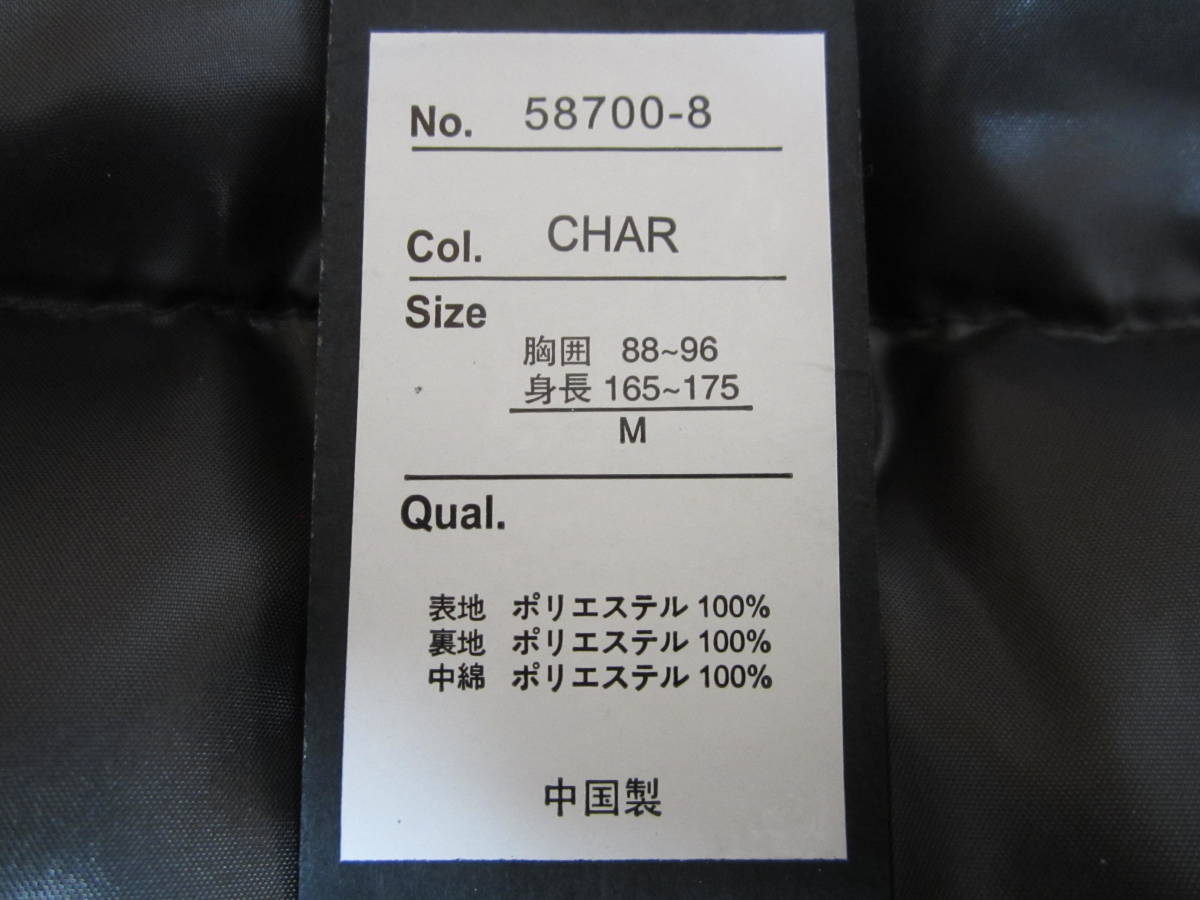 No. 58700-8
Col. CHAR
Size
胸囲 88~96
身長 165~175
M
Qual.
表地 ポリエステル 100%
裏地 ポリエステル 100%
中綿 ポリエステル 100%
中国製